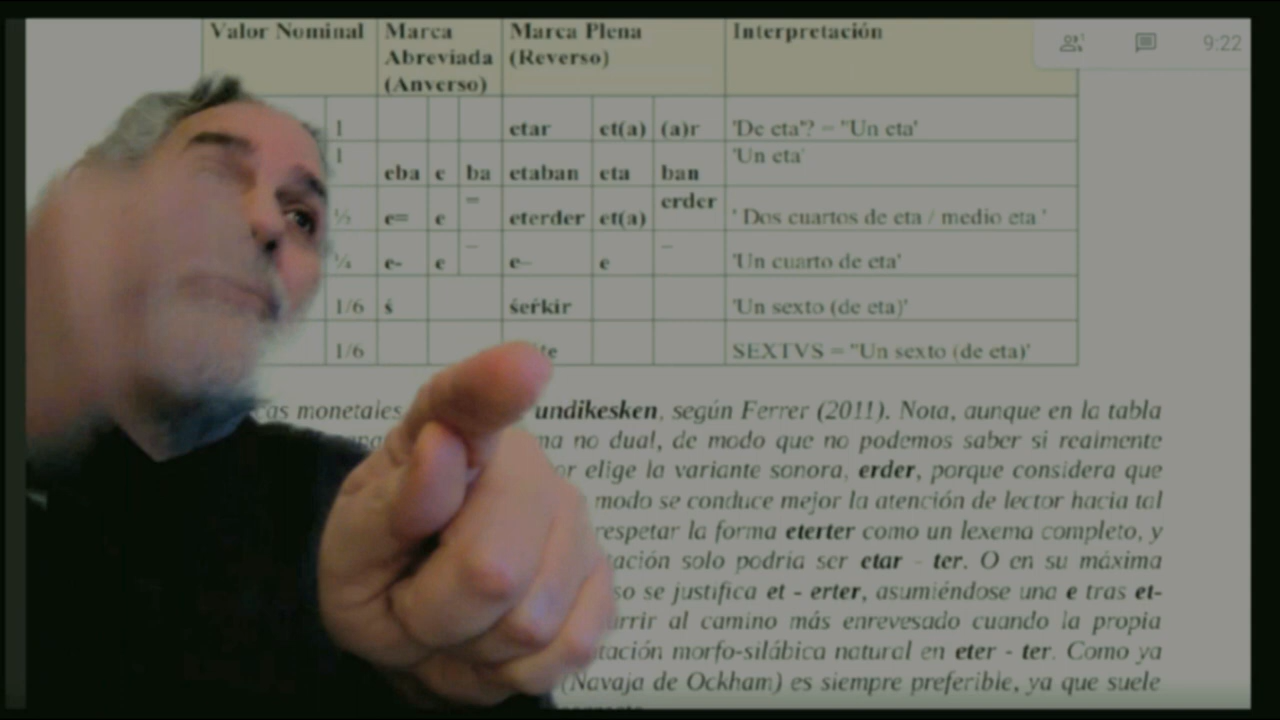 Valor Nominal Marca Abreviada (Anverso) Marca Plena (Reverso) Interpretación
9:22
1 etar et(a) (a)r 'De eta'? = "Un eta'
1 eba e ba etaban eta ban 'Un eta'
½ e= e = eterder et(a) erder ' Dos cuartos de eta / medio eta '
¼ e- e - e- e - 'Un cuarto de eta'
1/6 ś śeŕkir 'Un sexto (de eta)'
1/6 SEXTVS = "Un sexto (de eta)'
monetales undikesken, según Ferrer (2011). Nota, aunque en la tabla
no dual, de modo que no podemos saber si realmente
elige la variante sonora, erder, porque considera que
modo se conduce mejor la atención de lector hacia tal
respetar la forma eterter como un lexema completo, y
solo podría ser etar - ter. O en su máxima
se justifica et - erter, asumiéndose una e tras et-
al camino más enrevesado cuando la propia
morfo-silábica natural en eter - ter. Como ya
(Navaja de Ockham) es siempre preferible, ya que suele